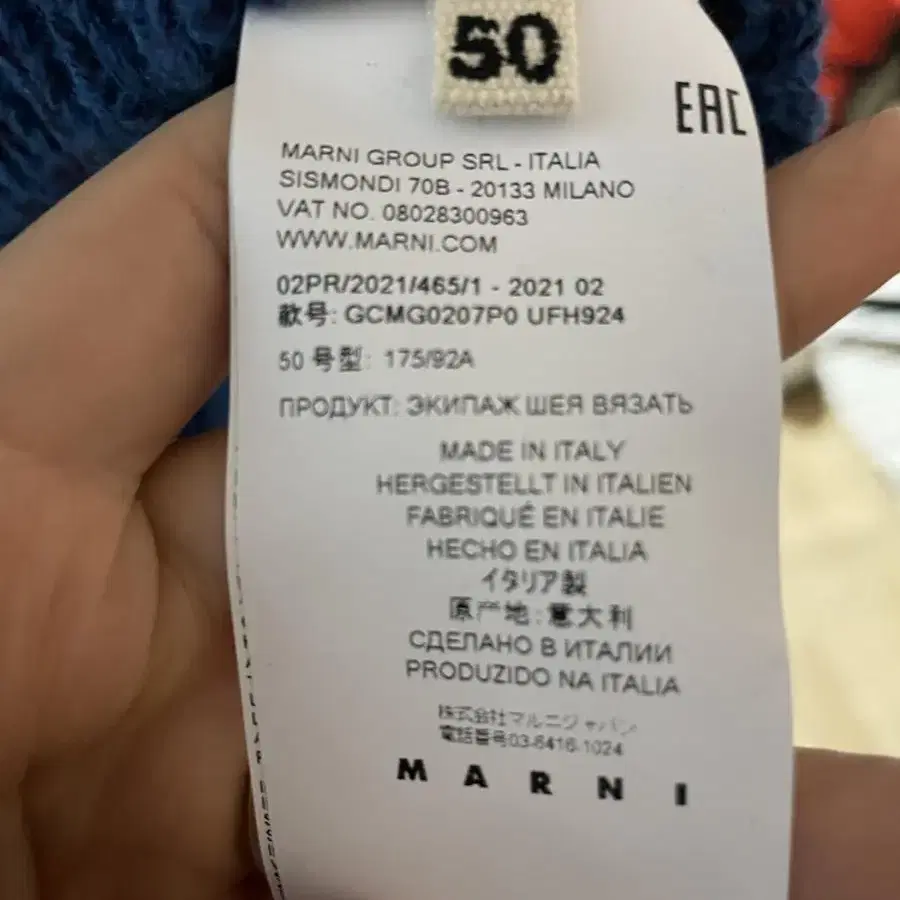 50
EAC
MARNI GROUP SRL - ITALIA
SISMONDI 70B - 20133 MILANO
VAT NO. 08028300963
WWW.MARNI.COM
02PR/2021/465/1 - 2021 02
款号: GCMG0207P0 UFH924
50 号型: 175/92A
ПРОДУКТ: ЭКИПАЖ ШЕЯ ВЯЗАТЬ
MADE IN ITALY
HERGESTELLT IN ITALIEN
FABRIQUÉ EN ITALIE
HECHO EN ITALIA
イタリア製
原产地:意大利
СДЕЛАНО В ИТАЛИИ
PRODUZIDO NA ITALIA
株式会社マルニジャパン
電話番号03-6416-1024
MARNI